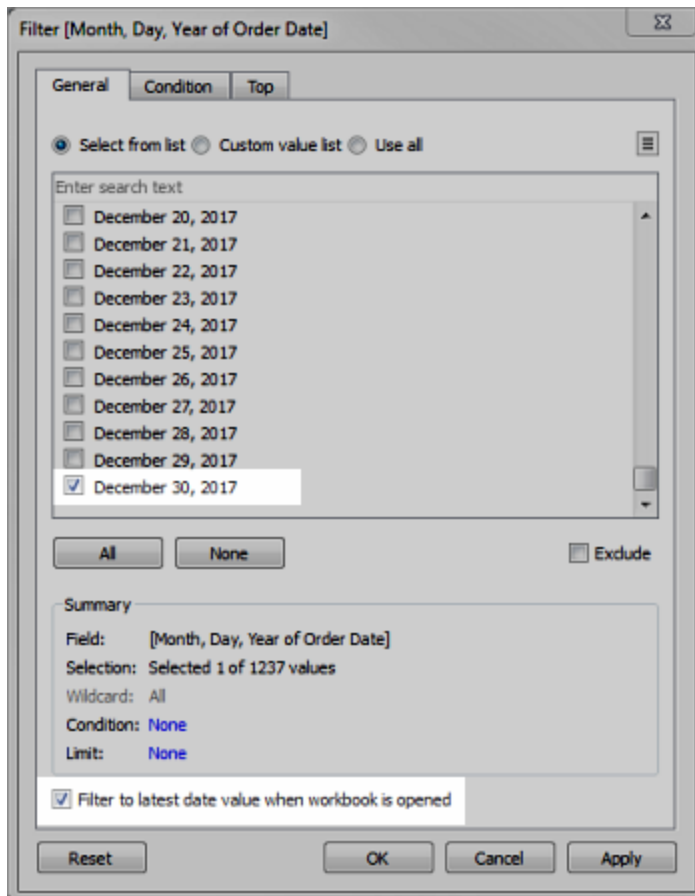 Filter [Month, Day, Year of Order Date]
General Condition Top
Select from list Custom value list Use all
Enter search text
December 20, 2017
December 21, 2017
December 22, 2017
December 23, 2017
December 24, 2017
December 25, 2017
December 26, 2017
December 27, 2017
December 28, 2017
December 29, 2017
December 30, 2017
All None Exclude
Summary
Field: [Month, Day, Year of Order Date]
Selection: Selected 1 of 1237 values
Wildcard: All
Condition: None
Limit: None
Filter to latest date value when workbook is opened
Reset OK Cancel Apply